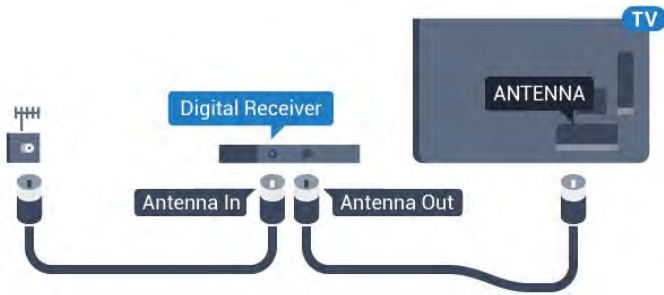 TV
Digital Receiver
ANTENNA
Antenna In
Antenna Out